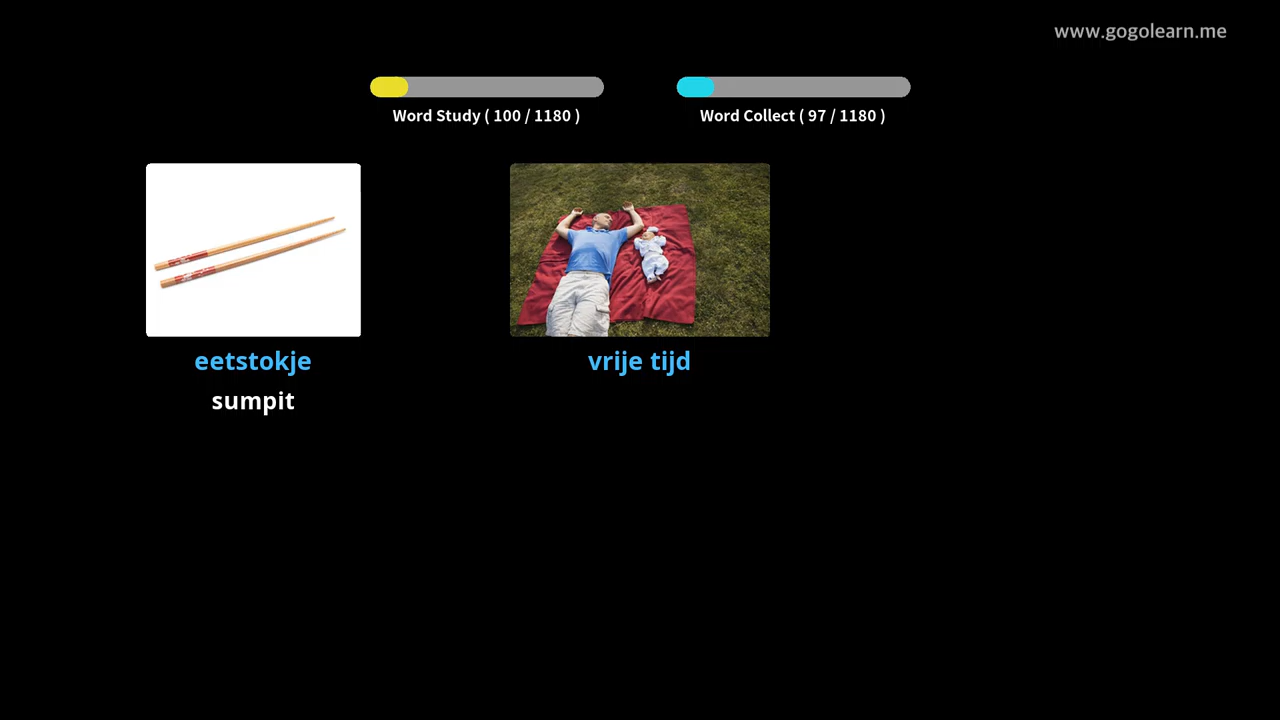 www.gogolearn.me
Word Study ( 100 / 1180 )
Word Collect ( 97 / 1180 )
eetstokje
vrije tijd
sumpit